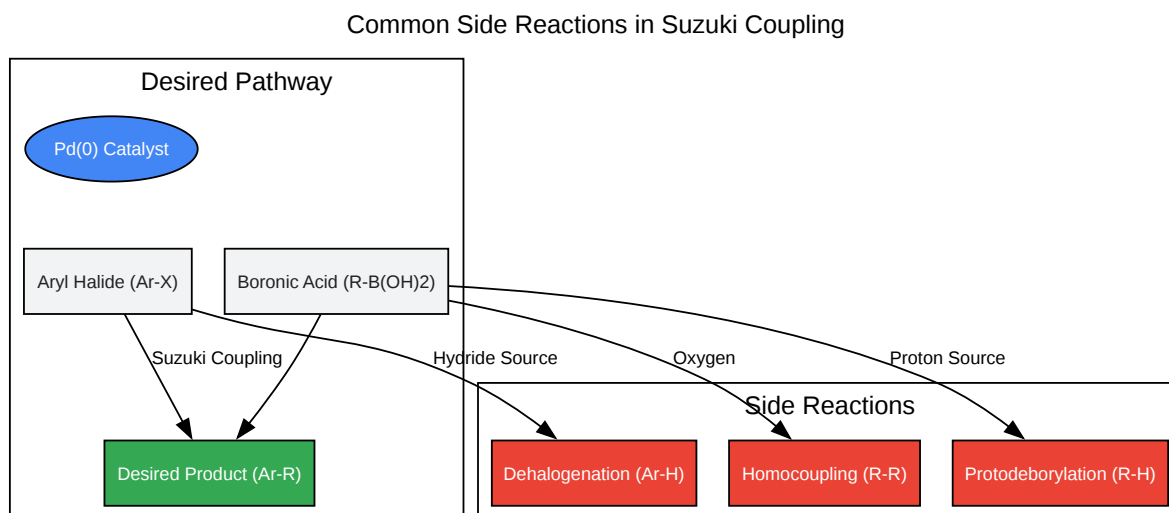 Common Side Reactions in Suzuki Coupling
Desired Pathway
Pd(0) Catalyst
Aryl Halide (Ar-X)
Boronic Acid (R-B(OH)2)
Suzuki Coupling
Hydride Source
Oxygen
Proton Source
Side Reactions
Desired Product (Ar-R)
Dehalogenation (Ar-H)
Homocoupling (R-R)
Protodeborylation (R-H)